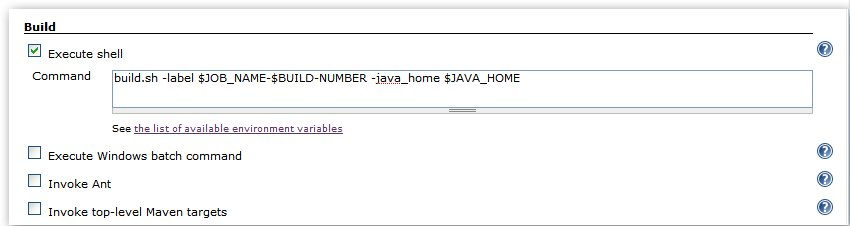 Build
Execute shell
Command
build.sh -label $JOB_NAME-$BUILD-NUMBER -java_home $JAVA_HOME
See the list of available environment variables
Execute Windows batch command
Invoke Ant
Invoke top-level Maven targets